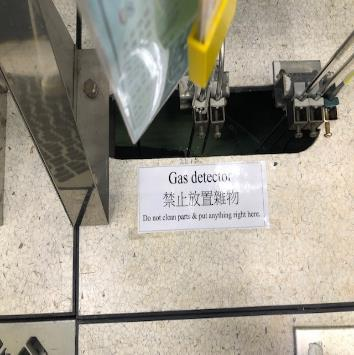 Gas detector
禁止放置雜物
Do not clean parts & put anything right here.